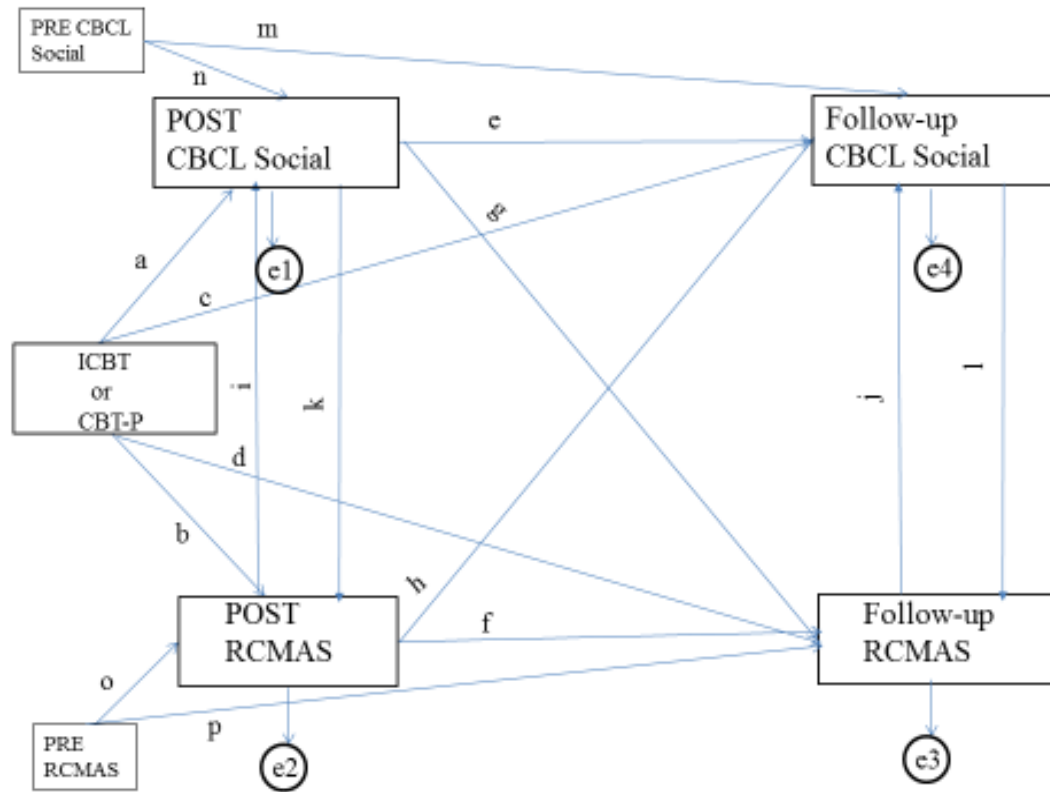 PRE CBCL
Social
m
n
POST
CBCL Social
e
Follow-up
CBCL Social
g
a
e1
e4
c
ICBT
or
CBT-P
i
k
j
l
d
b
h
POST
RCMAS
f
Follow-up
RCMAS
o
p
PRE
RCMAS
e2
e3